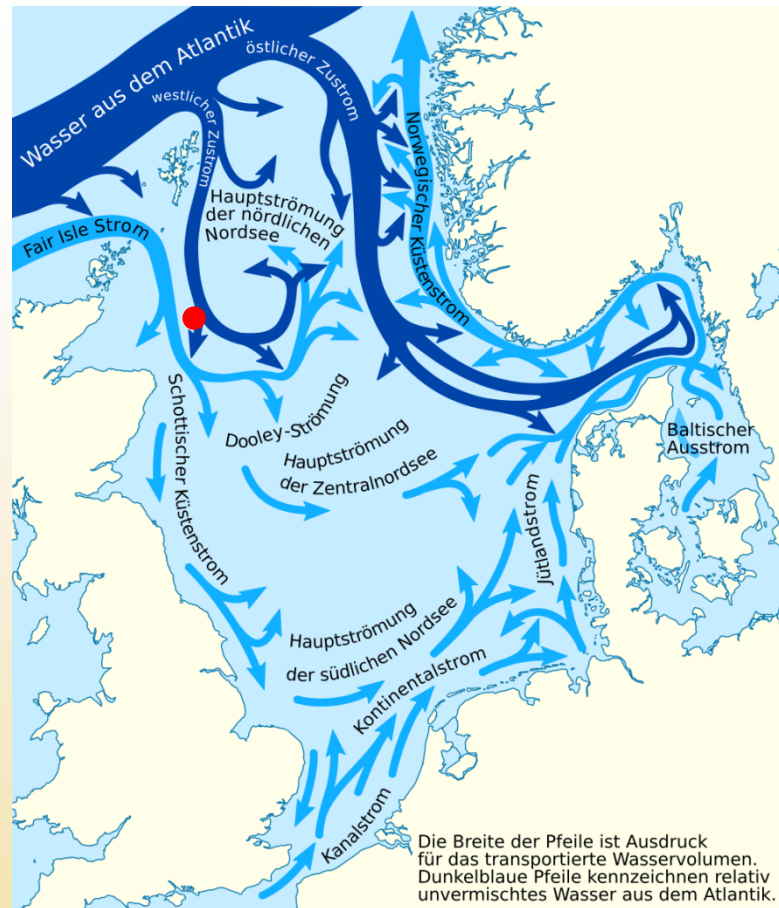 Wasser aus dem Atlantik
östlicher Zustrom
westlicher Zustrom
Norwegischer Küstenstrom
Hauptströmung
der nördlichen
Nordsee
Fair Isle Strom
Schottischer Küstenstrom
Dooley-Strömung
Hauptströmung
der Zentralnordsee
Baltischer
Ausstrom
Jütlandstrom
Hauptströmung
der südlichen Nordsee
Kontinentalstrom
Kanalstrom
Die Breite der Pfeile ist Ausdruck
für das transportierte Wasservolumen.
Dunkelblaue Pfeile kennzeichnen relativ
unvermischtes Wasser aus dem Atlantik.